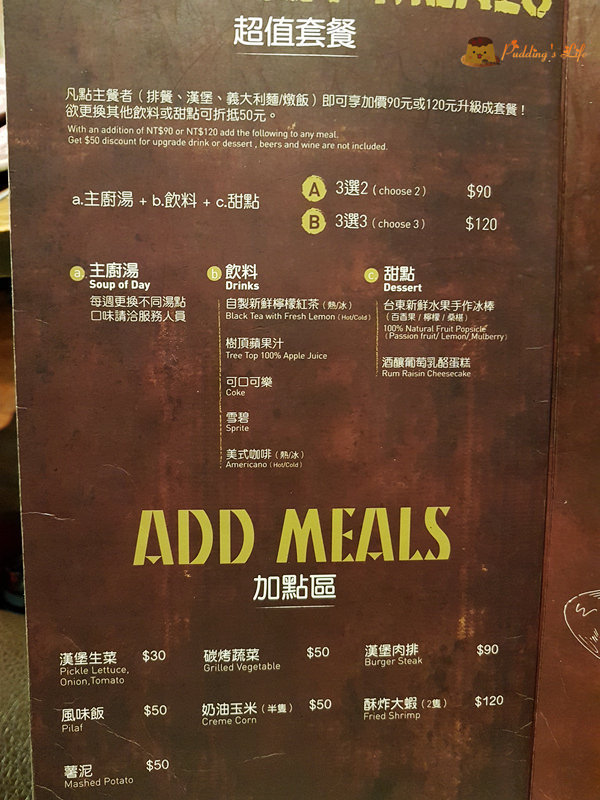 MEALS
Pudding's Life
超值套餐
凡點主餐者（排餐、漢堡、義大利麵/燉飯）即可享加價90元或120元升級成套餐！
欲更換其他飲料或甜點可折抵50元。
With an addition of NT$90 or NT$120 add the following to any meal.
Get $50 discount for upgrade drink or dessert , beers and wine are not included.
a.主廚湯 + b.飲料 + c.甜點
A 3選2 ( choose 2 ) $90
B 3選3 ( choose 3 ) $120
a 主廚湯
Soup of Day
每週更換不同湯點
口味請洽服務人員
b 飲料
Drinks
自製新鮮檸檬紅茶（熱/冰）
Black Tea with Fresh Lemon ( Hot/Cold )
樹頂蘋果汁
Tree Top 100% Apple Juice
可口可樂
Coke
雪碧
Sprite
美式咖啡（熱/冰）
Americano ( Hot/Cold )
c 甜點
Dessert
台東新鮮水果手作冰棒
（百香果 / 檸檬 / 桑椹）
100% Natural Fruit Popsicle
( Passion fruit/ Lemon/ Mulberry )
酒釀葡萄乳酪蛋糕
Rum Raisin Cheesecake
ADD MEALS
加點區
漢堡生菜 $30
Pickle Lettuce,
Onion,Tomato
碳烤蔬菜 $50
Grilled Vegetable
漢堡肉排 $90
Burger Steak
風味飯 $50
Pilaf
奶油玉米（半隻） $50
Creme Corn
酥炸大蝦（2隻） $120
Fried Shrimp
薯泥 $50
Mashed Potato